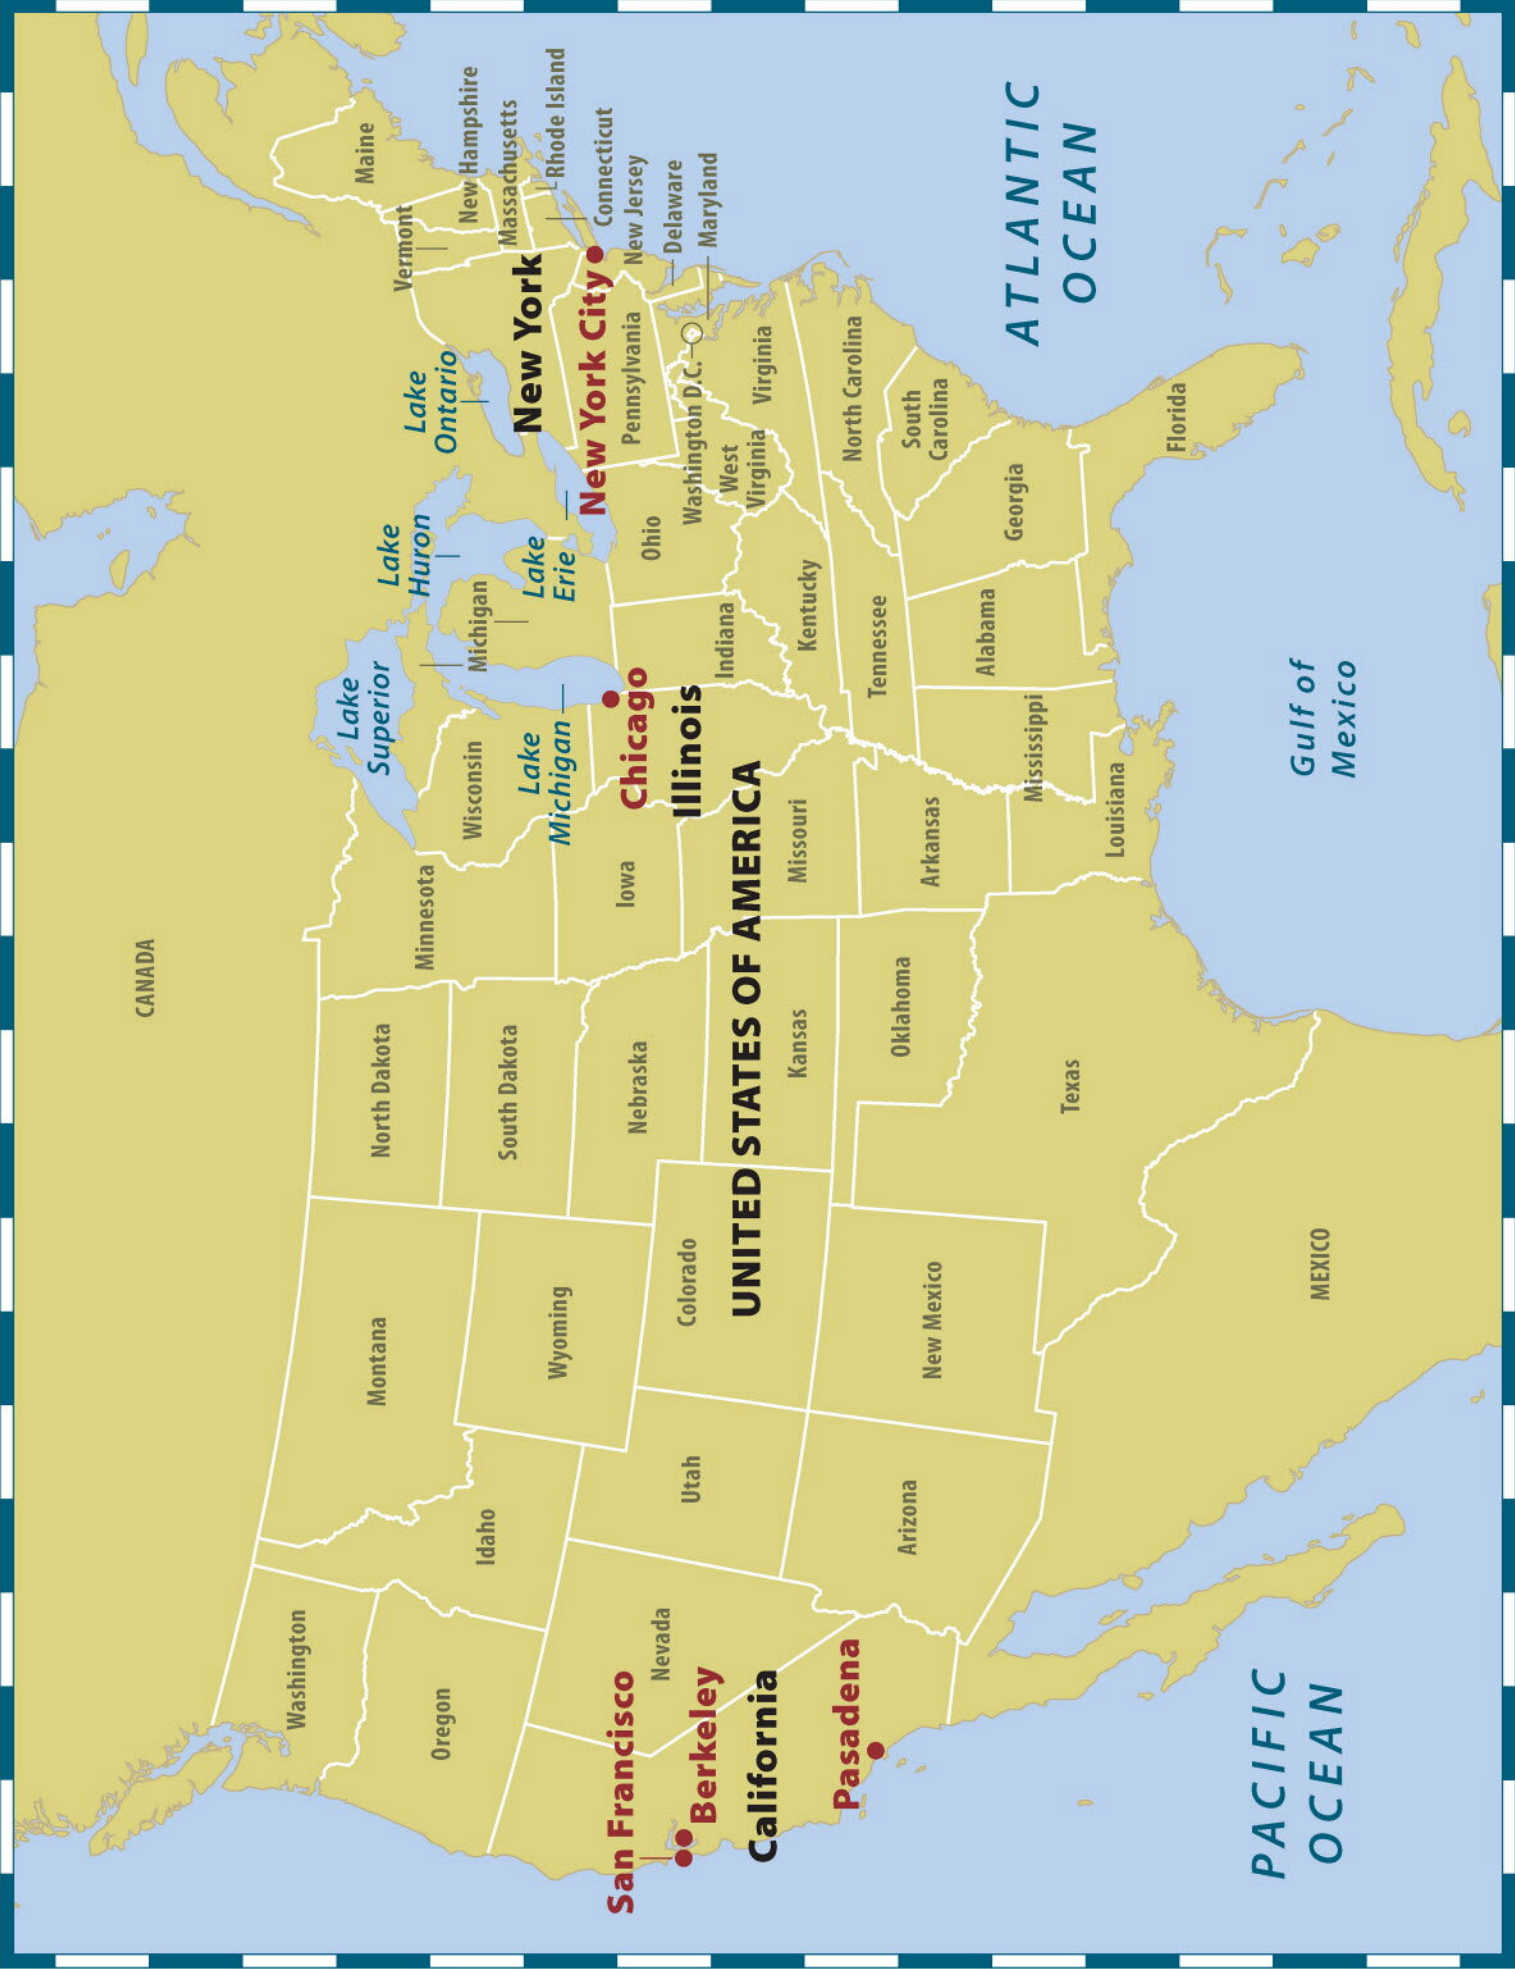 CANADA
Washington
Oregon
Idaho
Montana
Wyoming
North Dakota
South Dakota
Nebraska
Minnesota
Iowa
Wisconsin
Michigan
Lake
Superior
Lake
Huron
Lake
Michigan
Lake
Erie
Lake
Ontario
Maine
Vermont
New Hampshire
Massachusetts
Rhode Island
Connecticut
New Jersey
Delaware
Maryland
New York
New York City
Pennsylvania
Ohio
Washington D.C.
West
Virginia
Virginia
Indiana
Chicago
Illinois
Kentucky
UNITED STATES OF AMERICA
San Francisco
Berkeley
California
Pasadena
Nevada
Utah
Colorado
Kansas
Missouri
Tennessee
North Carolina
South
Carolina
Arizona
New Mexico
Oklahoma
Arkansas
Mississippi
Alabama
Georgia
Texas
Louisiana
Florida
MEXICO
Gulf of
Mexico
PACIFIC
OCEAN
ATLANTIC
OCEAN